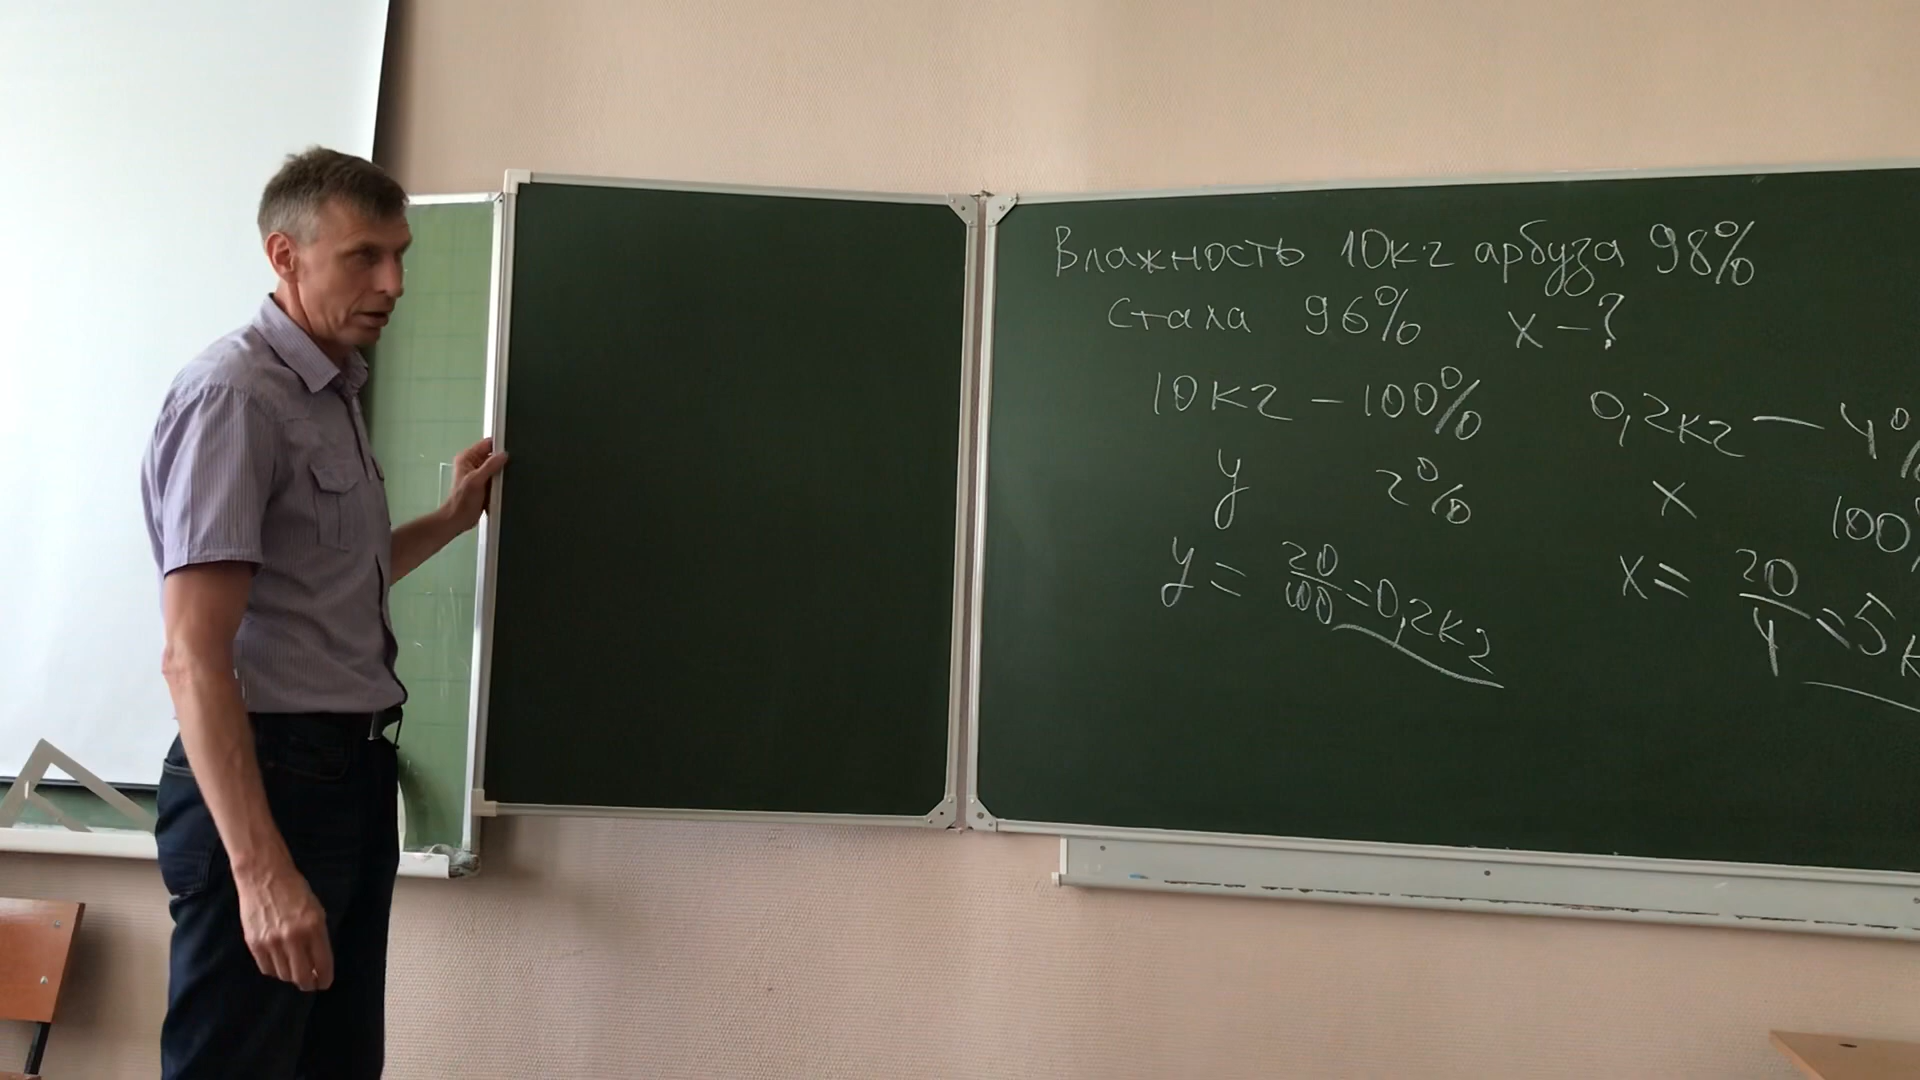 Влажность 10кг арбуза 98%
стаха 96% x - ?
10кг - 100%
y 2%
y = 20/100 = 0,2кг
0,2кг - 4%
x 100%
x = 20/4 = 5 к